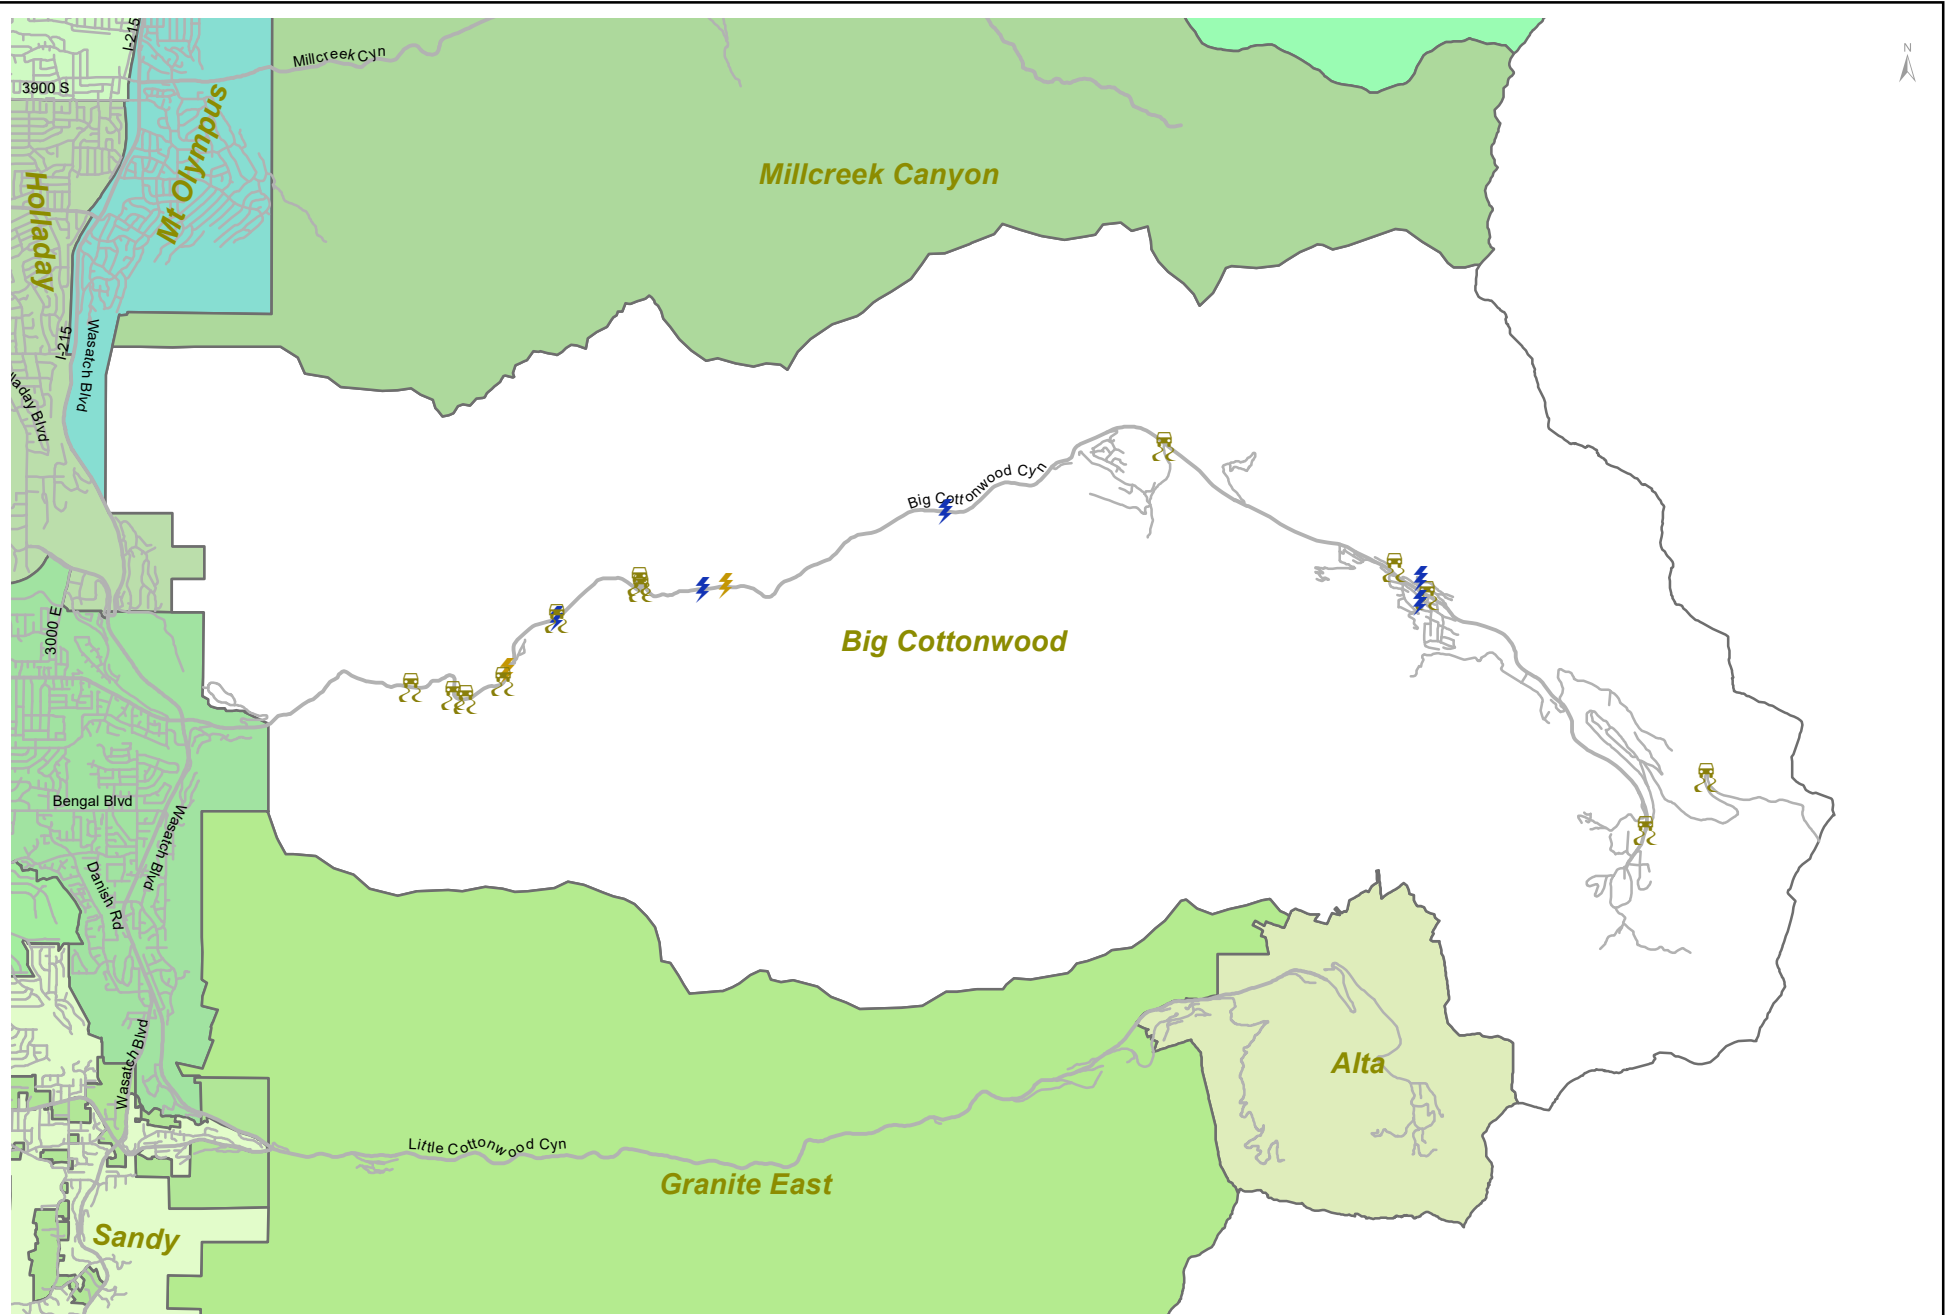 I-215
Millcreek Cyn
N
3900 S
Mt Olympus
Millcreek Canyon
Holladay
I-215
Wasatch Blvd
laday Blvd
Big Cottonwood Cyn
3000 E
Big Cottonwood
Bengal Blvd
Wasatch Blvd
Danish Rd
Wasatch Blvd
Alta
Little Cottonwood Cyn
Granite East
Sandy